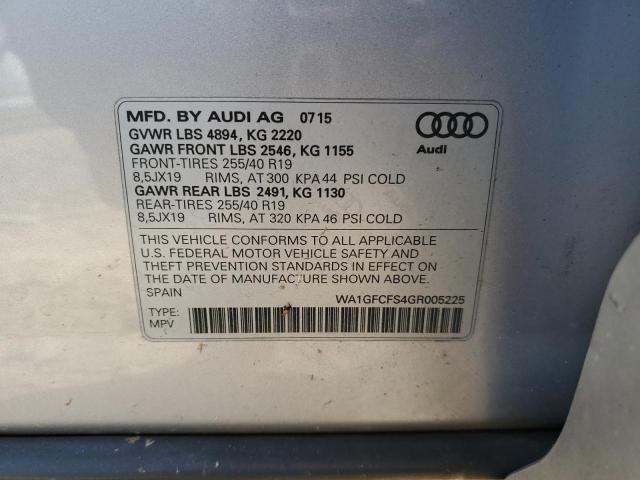 MFD. BY AUDI AG 0715
GVWR LBS 4894, KG 2220
GAWR FRONT LBS 2546, KG 1155
FRONT-TIRES 255/40 R19
8,5JX19 RIMS, AT 300 KPA 44 PSI COLD
GAWR REAR LBS 2491, KG 1130
REAR-TIRES 255/40 R19
8,5JX19 RIMS, AT 320 KPA 46 PSI COLD
Audi
THIS VEHICLE CONFORMS TO ALL APPLICABLE
U.S. FEDERAL MOTOR VEHICLE SAFETY AND
THEFT PREVENTION STANDARDS IN EFFECT ON
THE DATE OF MANUFACTURE SHOWN ABOVE.
SPAIN WA1GFCFS4GR005225
TYPE:
MPV